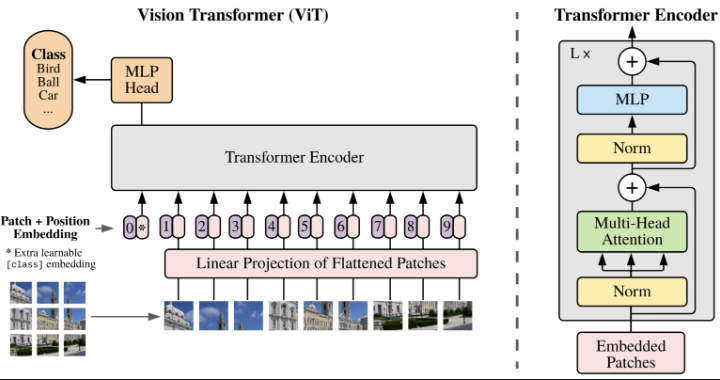 Vision Transformer (ViT)
Class
Bird
Ball
Car
...
MLP
Head
Transformer Encoder
Patch + Position
Embedding
0 * 1 2 3 4 5 6 7 8 9
* Extra learnable
[class] embedding
Linear Projection of Flattened Patches
Transformer Encoder
L x
+
MLP
Norm
+
Multi-Head
Attention
Norm
Embedded
Patches